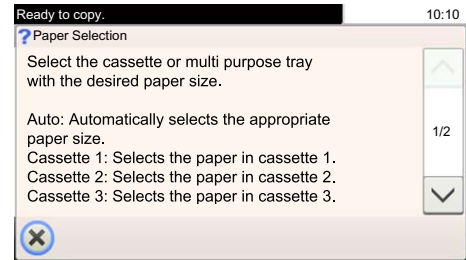 Ready to copy.
10:10
?Paper Selection
Select the cassette or multi purpose tray
with the desired paper size.
Auto: Automatically selects the appropriate
paper size.
Cassette 1: Selects the paper in cassette 1.
Cassette 2: Selects the paper in cassette 2.
Cassette 3: Selects the paper in cassette 3.
1/2